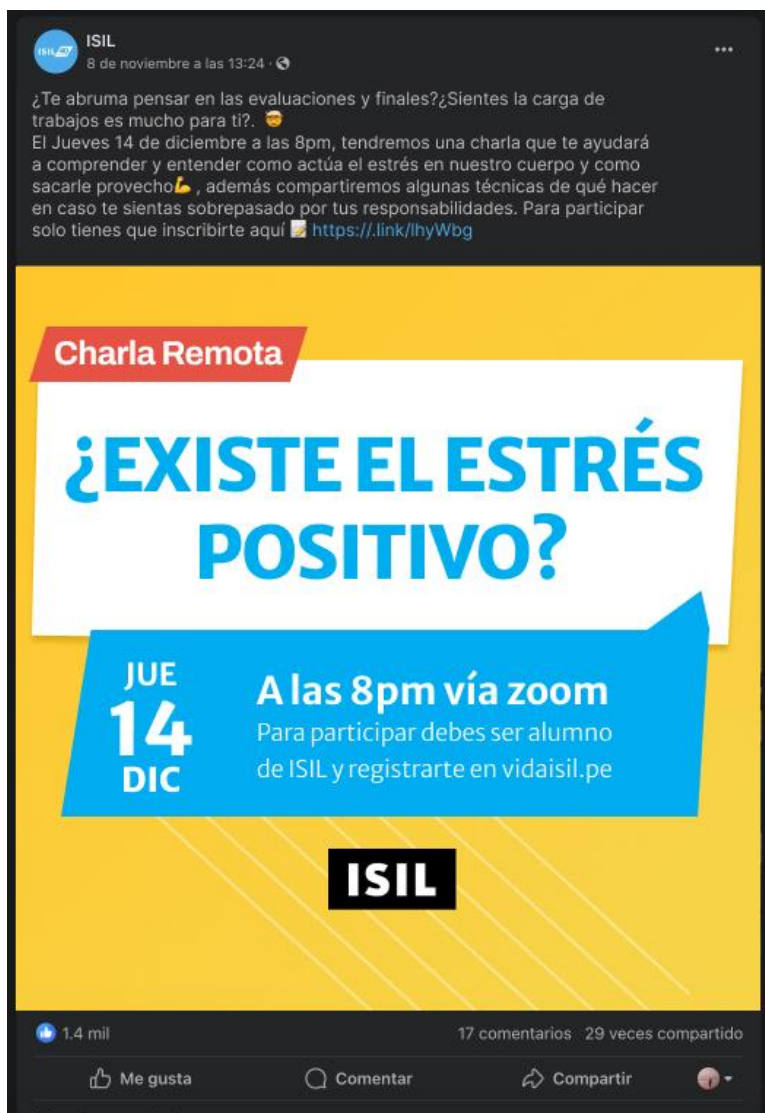 ISIL
8 de noviembre a las 13:24 ·
¿Te abruma pensar en las evaluaciones y finales?¿Sientes la carga de
trabajos es mucho para ti?. 🤯
El Jueves 14 de diciembre a las 8pm, tendremos una charla que te ayudará
a comprender y entender como actúa el estrés en nuestro cuerpo y como
sacarle provecho💪 , además compartiremos algunas técnicas de qué hacer
en caso te sientas sobrepasado por tus responsabilidades. Para participar
solo tienes que inscribirte aquí 📝 https://.link/lhyWbg
Charla Remota
¿EXISTE EL ESTRÉS
POSITIVO?
JUE
14
DIC
A las 8pm vía zoom
Para participar debes ser alumno
de ISIL y registrarte en vidaisil.pe
ISIL
1.4 mil
17 comentarios 29 veces compartido
Me gusta
Comentar
Compartir